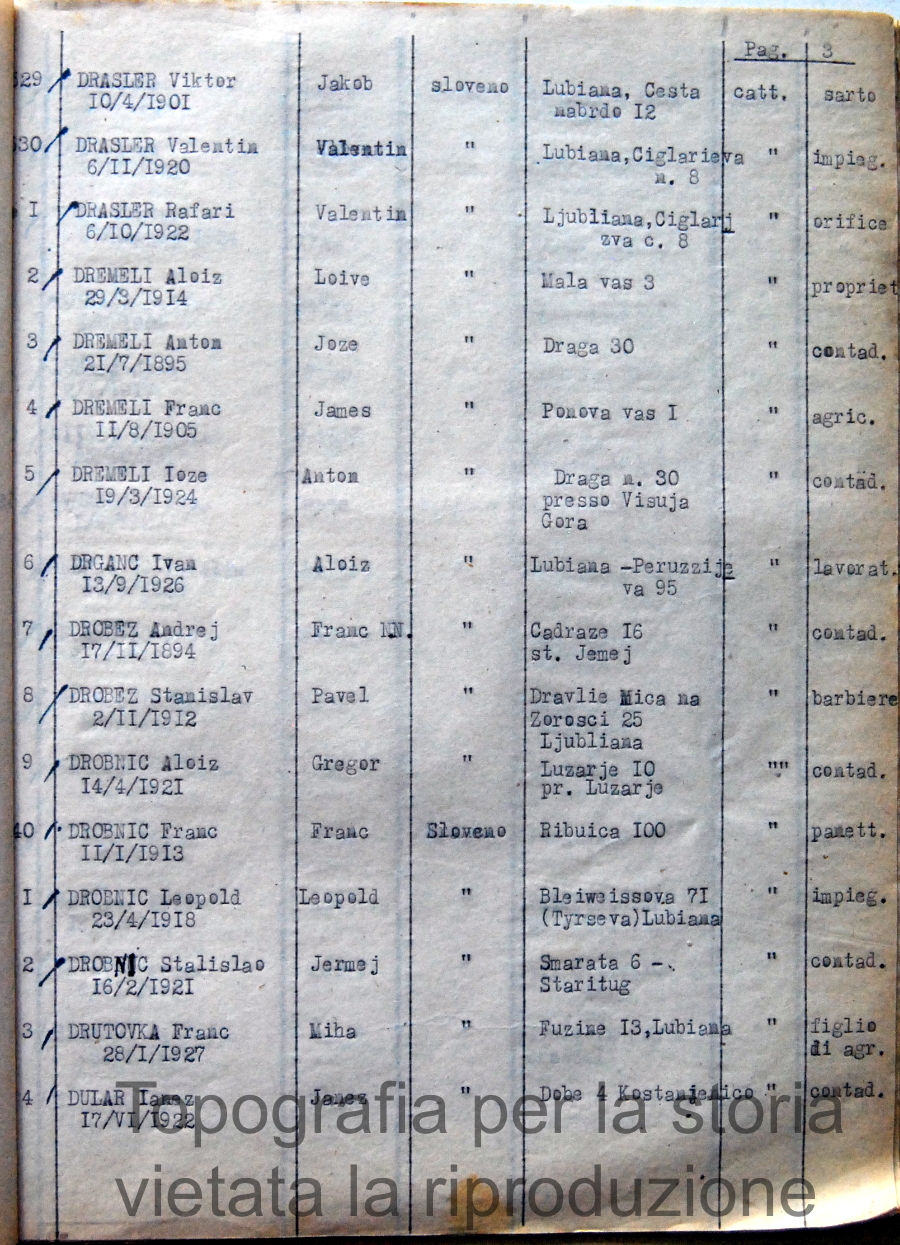 Pag. 3
29 DRASLER Viktor Jakob sloveno Lubiana, Cesta catt. sarto
10/4/1901 nabrdo 12
30 DRASLER Valentin Valentin " Lubiana,Ciglarieva " impieg.
6/11/1920 n. 8
1 DRASLER Rafari Valentin " Ljubliana,Ciglarj " orifice
6/10/1922 zva c. 8
2 DREMELI Aloiz Loive " Mala vas 3 " propriet
29/3/1914
3 DREMELI Anton Joze " Draga 30 " contad.
21/7/1895
4 DREMELI Franc James " Ponova vas I " agric.
11/8/1905
5 DREMELI Ioze Anton " Draga n. 30 " contad.
19/3/1924 presso Visuja
Gora
6 DRGANC Ivan Aloiz " Lubiana -Peruzzije " lavorat.
13/9/1926 va 95
7 DROBEZ Andrej Franc NN. " Cadraze 16 " contad.
17/11/1894 st. Jemej
8 DROBEZ Stanislav Pavel " Dravlie Mica na " barbiere
2/11/1912 Zorosci 25
Ljubliana
9 DROBNIC Aloiz Gregor " Luzarje 10 "" contad.
14/4/1921 pr. Luzarje
40 DROBNIC Franc Franc Sloveno Ribuica 100 " panett.
11/1/1913
1 DROBNIC Leopold Leopold " Bleiweissova 71 " impieg.
23/4/1918 (Tyrseva)Lubiana
2 DROBNIC Stalislao Jermej " Smarata 6 -. " contad.
16/2/1921 Staritug
3 DRUTOVKA Franc Miha " Fuzine 13,Lubiana " figlio
28/1/1927 di agr.
4 DULAR Ianez Janez " Dobe 4 Kostanjenico " contad.
17/VI/1922
Topografia per la storia
vietata la riproduzione